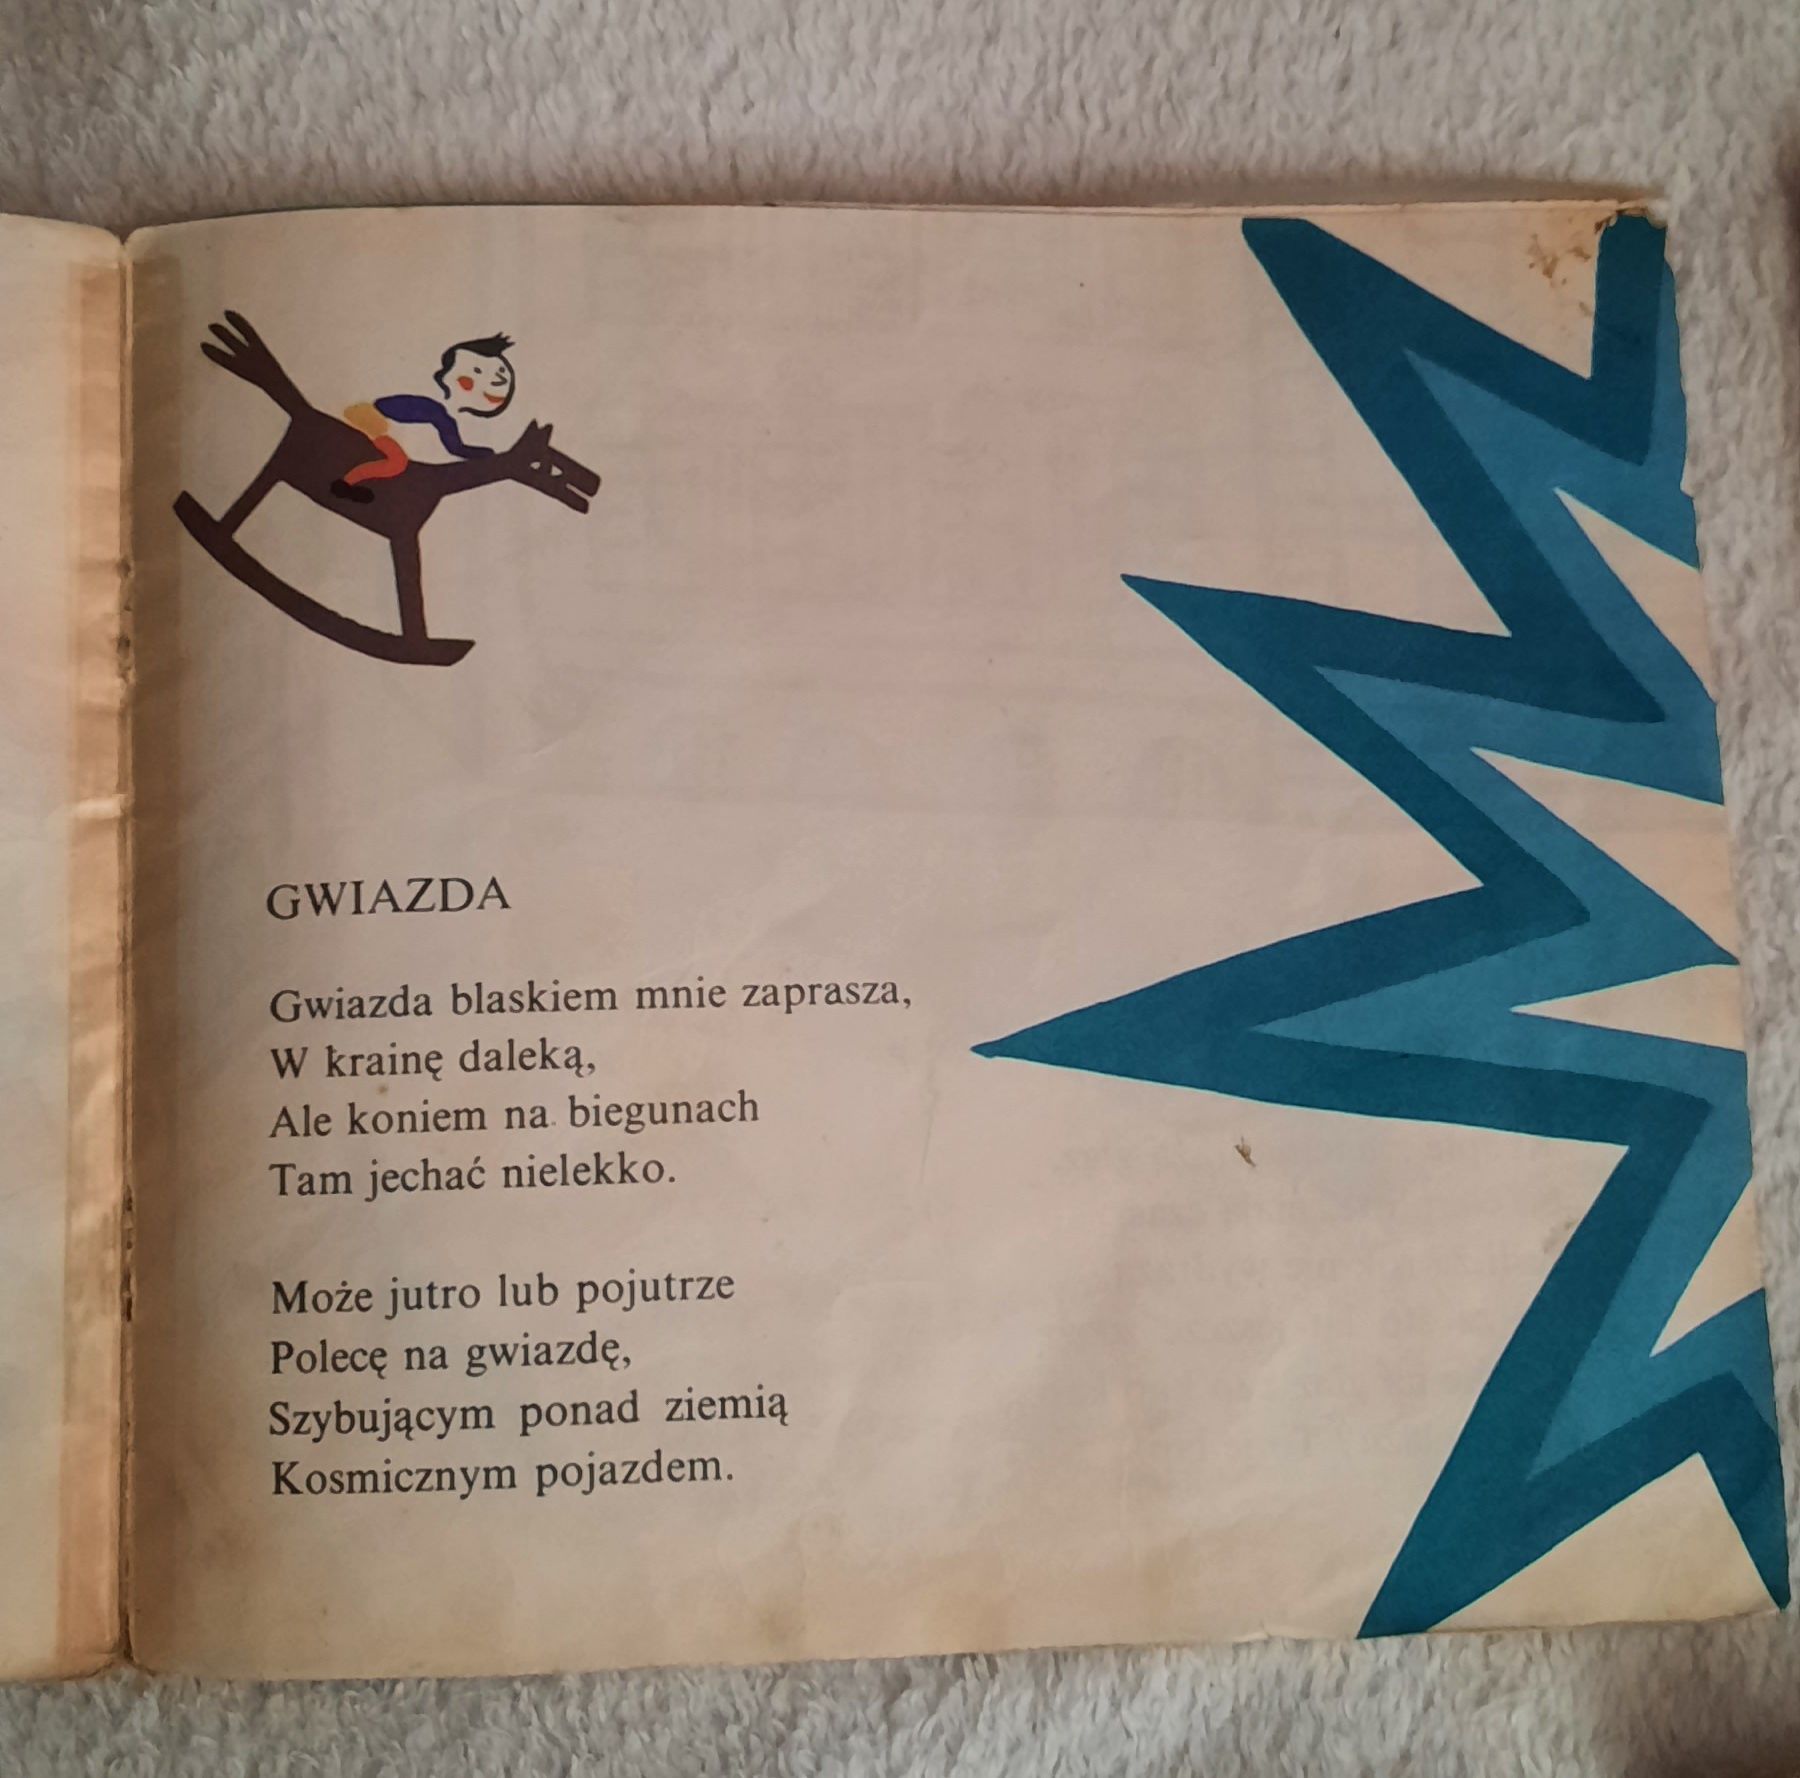 GWIAZDA
Gwiazda blaskiem mnie zaprasza,
W krainę daleką,
Ale koniem na biegunach
Tam jechać nielekko.
Może jutro lub pojutrze
Polecę na gwiazdę,
Szybującym ponad ziemią
Kosmicznym pojazdem.